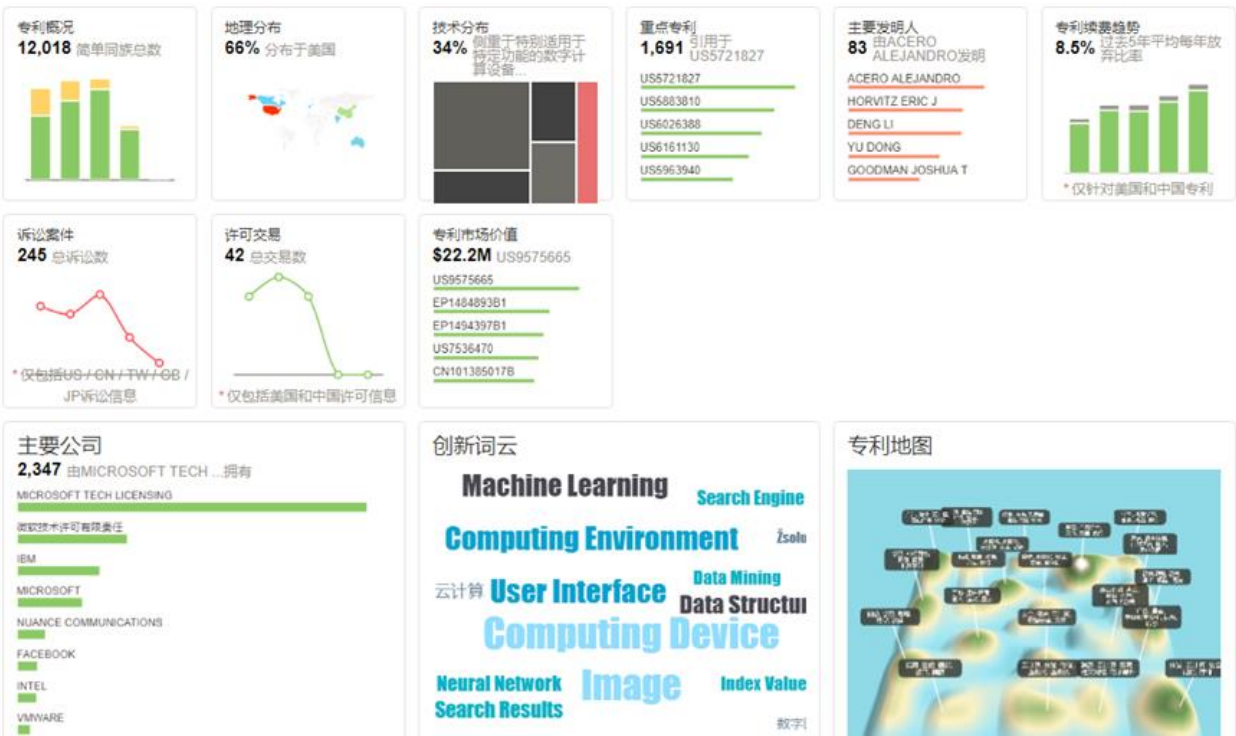 专利概况
12,018 简单同族总数
地理分布
66% 分布于美国
技术分布
34% 侧重于特别适用于
特定功能的数字计
算设备...
重点专利
1,691 引用于
US5721827
US5721827
US5883810
US6026388
US6161130
US5963940
主要发明人
83 由ACERO
ALEJANDRO发明
ACERO ALEJANDRO
HORVITZ ERIC J
DENG LI
YU DONG
GOODMAN JOSHUA T
专利续费趋势
8.5% 过去5年平均每年放
弃比率
*仅针对美国和中国专利
诉讼案件
245 总诉讼数
*仅包括US / CN / TW / GB /
JP诉讼信息
许可交易
42 总交易数
*仅包括美国和中国许可信息
专利市场价值
$22.2M US9575665
US9575665
EP1484893B1
EP1494397B1
US7536470
CN101385017B
主要公司
2,347 由MICROSOFT TECH ...拥有
MICROSOFT TECH LICENSING
微软技术许可有限责任
IBM
MICROSOFT
NUANCE COMMUNICATIONS
FACEBOOK
INTEL
VMWARE
创新词云
Machine Learning
Search Engine
Computing Environment
Žsolu
云计算
User Interface
Data Mining
Data Structur
Computing Device
Neural Network
Image
Index Value
Search Results
专利地图